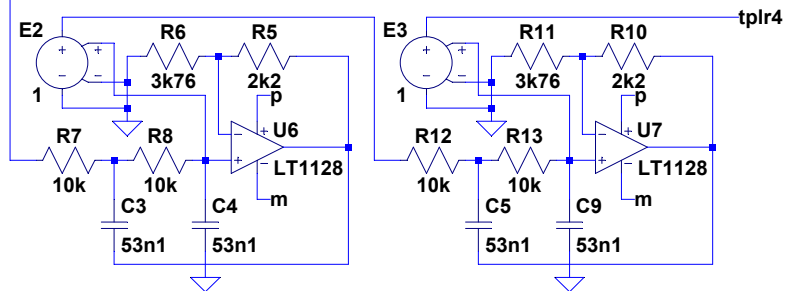 tplr4
E2
R6
R5
E3
R11
R10
3k76
2k2
3k76
2k2
1
p
1
p
U6
U7
R7
R8
R12
R13
LT1128
LT1128
10k
10k
10k
10k
m
m
C3
C4
C5
C9
53n1
53n1
53n1
53n1